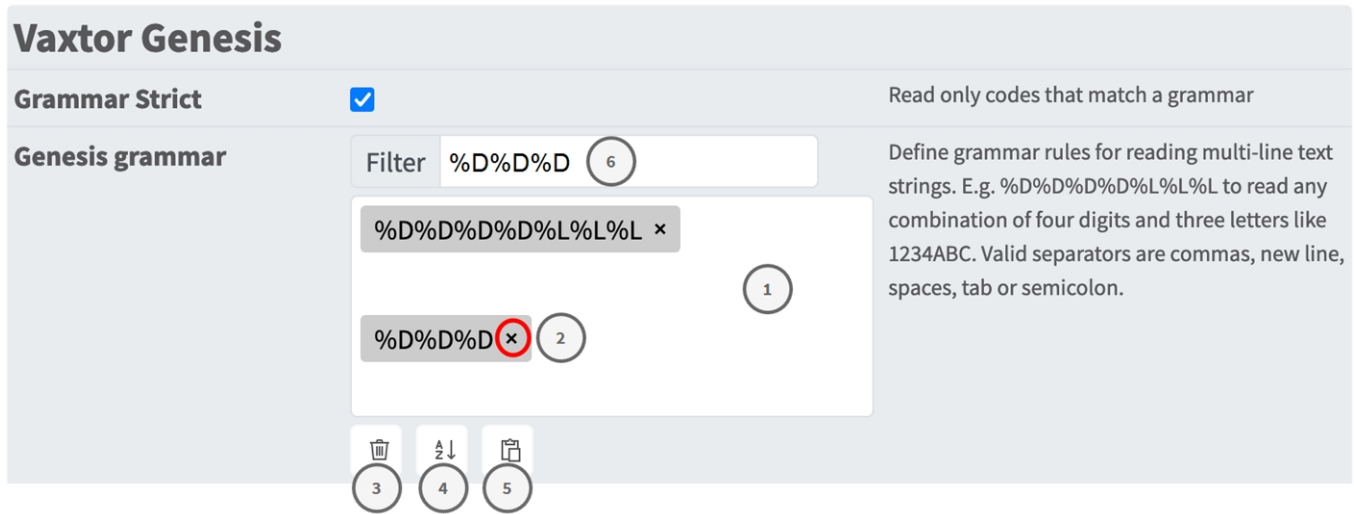 Vaxtor Genesis
Grammar Strict
Read only codes that match a grammar
Genesis grammar
Filter %D%D%D 6
Define grammar rules for reading multi-line text
strings. E.g. %D%D%D%D%L%L%L to read any
combination of four digits and three letters like
1234ABC. Valid separators are commas, new line,
spaces, tab or semicolon.
%D%D%D%D%L%L%L ×
1
%D%D%D × 2
A
Z
3 4 5